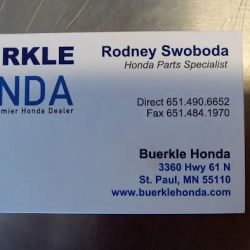 ERKLE
NDA
mier Honda Dealer
Rodney Swoboda
Honda Parts Specialist
Direct 651.490.6652
Fax 651.484.1970
Buerkle Honda
3360 Hwy 61 N
St. Paul, MN 55110
www.buerklehonda.com